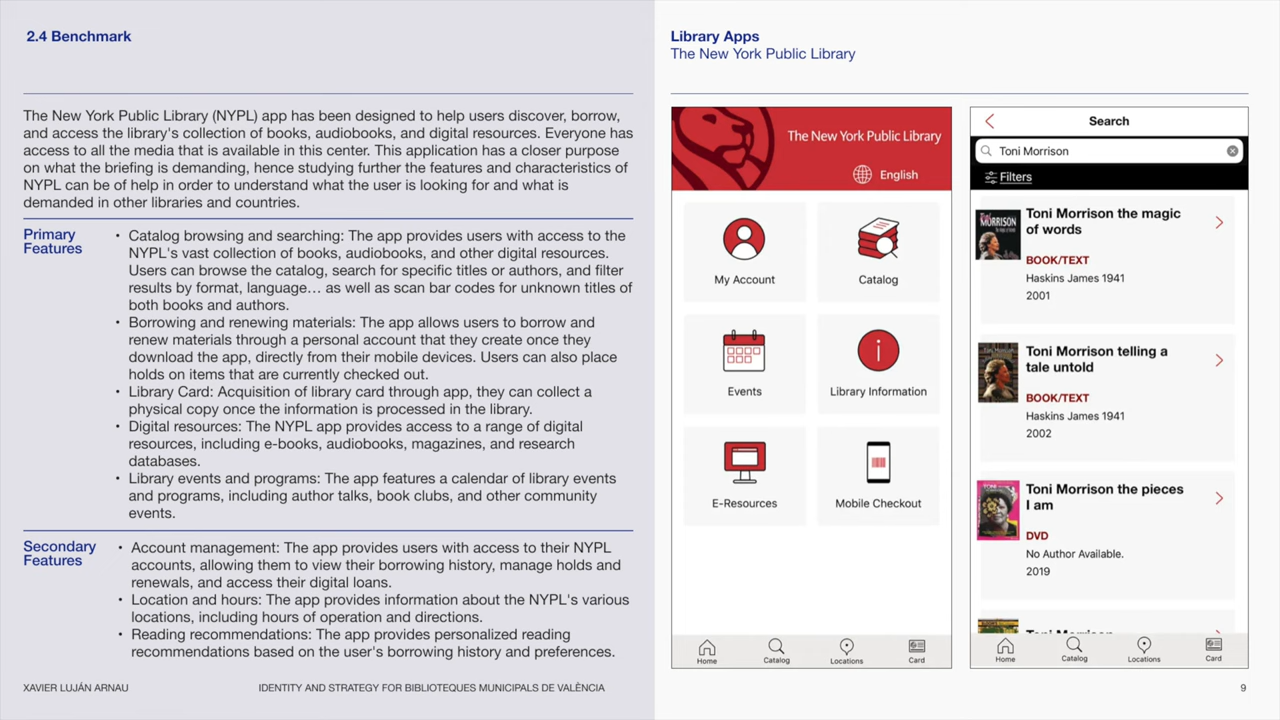 2.4 Benchmark
The New York Public Library (NYPL) app has been designed to help users discover, borrow,
and access the library's collection of books, audiobooks, and digital resources. Everyone has
access to all the media that is available in this center. This application has a closer purpose
on what the briefing is demanding, hence studying further the features and characteristics of
NYPL can be of help in order to understand what the user is looking for and what is
demanded in other libraries and countries.
Primary
Features
• Catalog browsing and searching: The app provides users with access to the
NYPL's vast collection of books, audiobooks, and other digital resources.
Users can browse the catalog, search for specific titles or authors, and filter
results by format, language… as well as scan bar codes for unknown titles of
both books and authors.
• Borrowing and renewing materials: The app allows users to borrow and
renew materials through a personal account that they create once they
download the app, directly from their mobile devices. Users can also place
holds on items that are currently checked out.
• Library Card: Acquisition of library card through app, they can collect a
physical copy once the information is processed in the library.
• Digital resources: The NYPL app provides access to a range of digital
resources, including e-books, audiobooks, magazines, and research
databases.
• Library events and programs: The app features a calendar of library events
and programs, including author talks, book clubs, and other community
events.
Secondary
Features
• Account management: The app provides users with access to their NYPL
accounts, allowing them to view their borrowing history, manage holds and
renewals, and access their digital loans.
• Location and hours: The app provides information about the NYPL's various
locations, including hours of operation and directions.
• Reading recommendations: The app provides personalized reading
recommendations based on the user's borrowing history and preferences.
XAVIER LUJÁN ARNAU
IDENTITY AND STRATEGY FOR BIBLIOTEQUES MUNICIPALS DE VALÈNCIA
Library Apps
The New York Public Library
The New York Public Library
English
My Account
Catalog
Events
Library Information
E-Resources
Mobile Checkout
Home
Catalog
Locations
Card
Search
Toni Morrison
Filters
MORRISON
Toni Morrison the magic
of words
BOOK/TEXT
Haskins James 1941
2001
Toni Morrison telling a
tale untold
BOOK/TEXT
Haskins James 1941
2002
Toni Morrison the pieces
I am
DVD
No Author Available.
2019
Toni Morrison
Home
Catalog
Locations
Card
9